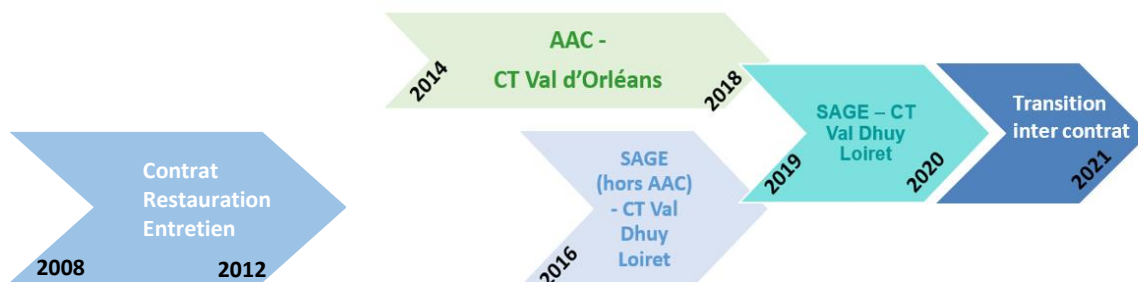 Contrat
Restauration
Entretien
2008
2012
AAC -
CT Val d’Orléans
2014
2018
SAGE
(hors AAC)
- CT Val
Dhuy
Loiret
2016
SAGE – CT
Val Dhuy
Loiret
2019
2020
Transition
inter contrat
2021